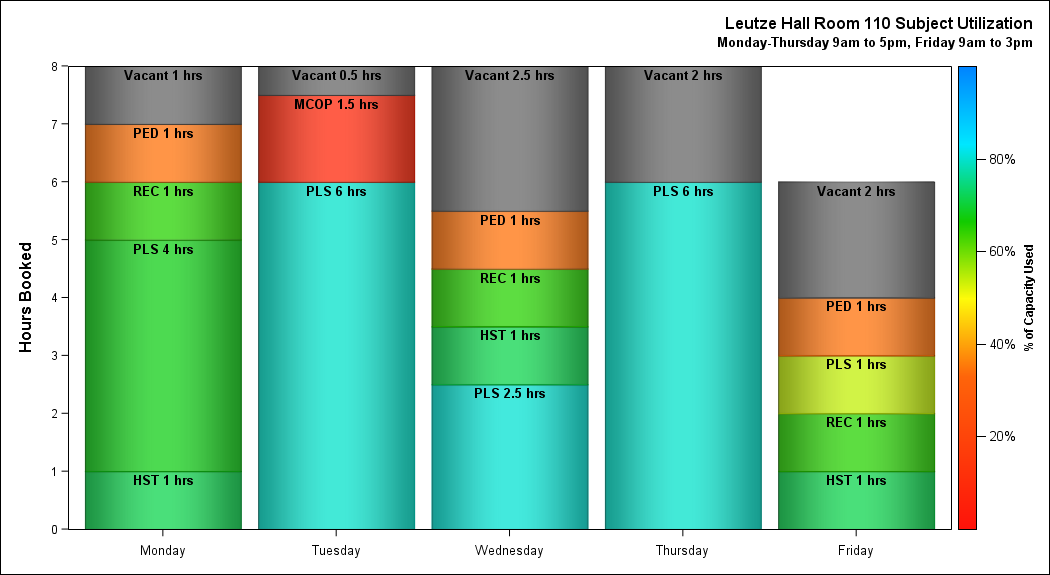 Leutze Hall Room 110 Subject Utilization
Monday-Thursday 9am to 5pm, Friday 9am to 3pm
Hours Booked
8
7
6
5
4
3
2
1
0
Vacant 1 hrs
PED 1 hrs
REC 1 hrs
PLS 4 hrs
HST 1 hrs
Vacant 0.5 hrs
MCOP 1.5 hrs
PLS 6 hrs
Vacant 2.5 hrs
PED 1 hrs
REC 1 hrs
HST 1 hrs
PLS 2.5 hrs
Vacant 2 hrs
PLS 6 hrs
Vacant 2 hrs
PED 1 hrs
PLS 1 hrs
REC 1 hrs
HST 1 hrs
Monday
Tuesday
Wednesday
Thursday
Friday
80%
60%
40%
20%
% of Capacity Used